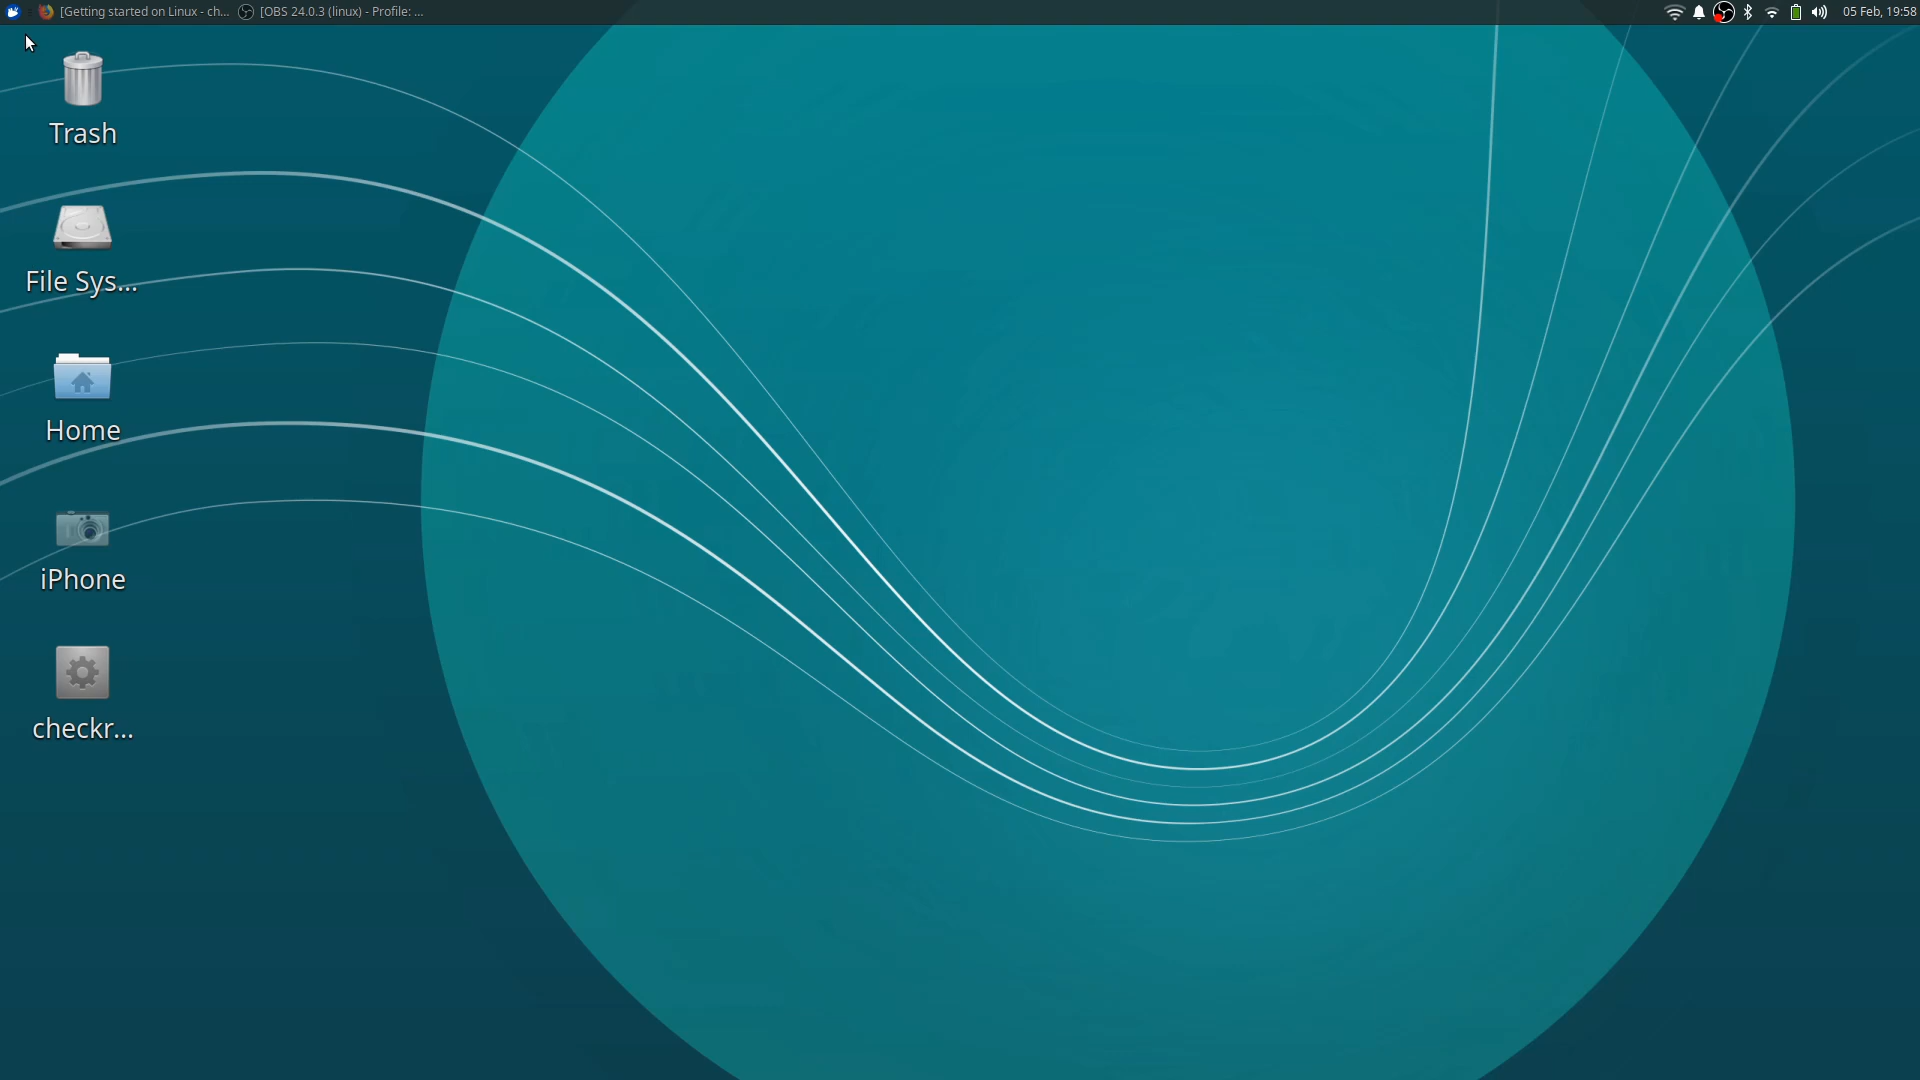 [Getting started on Linux - ch... [OBS 24.0.3 (linux) - Profile: ... 05 Feb, 19:58
Trash
File Sys...
Home
iPhone
checkr...